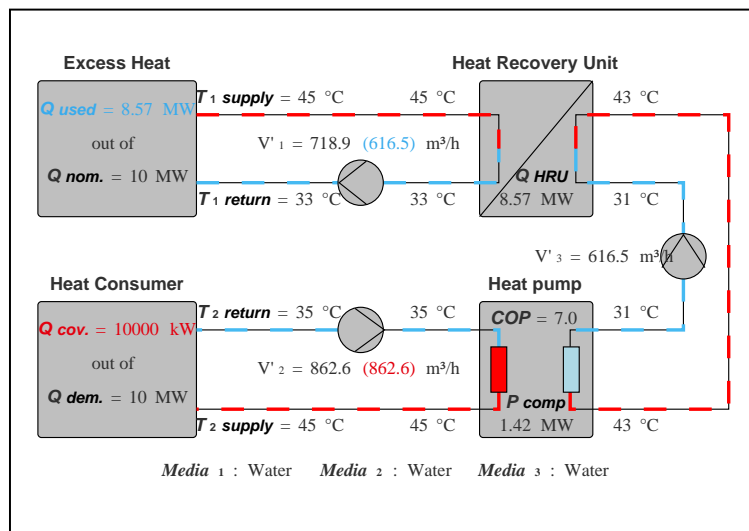 Excess Heat Heat Recovery Unit
Q used = 8.57 MW
out of
Q nom. = 10 MW
T 1 supply = 45 °C 45 °C 43 °C
V' 1 = 718.9 (616.5) m³/h
Q HRU
8.57 MW
T 1 return = 33 °C 33 °C 31 °C
V' 3 = 616.5 m³/h
Heat Consumer Heat pump
Q cov. = 10000 kW
out of
Q dem. = 10 MW
T 2 return = 35 °C 35 °C 31 °C
COP = 7.0
V' 2 = 862.6 (862.6) m³/h
P comp
1.42 MW
T 2 supply = 45 °C 45 °C 43 °C
Media 1 : Water Media 2 : Water Media 3 : Water